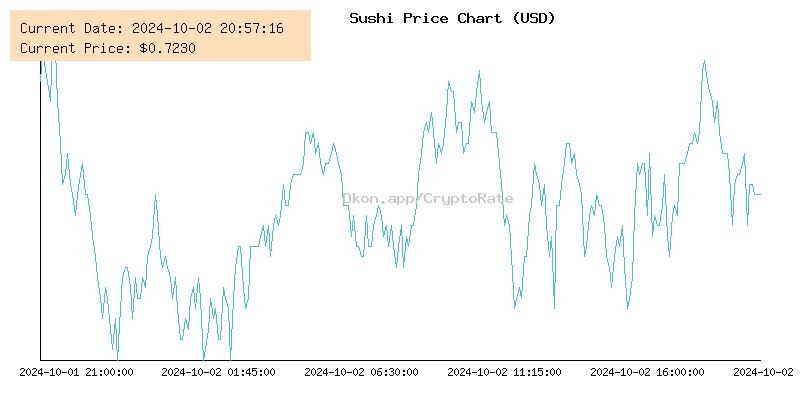 Sushi Price Chart (USD)
Current Date: 2024-10-02 20:57:16
Current Price: $0.7230
Okon.app/CryptoRate
2024-10-01 21:00:00 2024-10-02 01:45:00 2024-10-02 06:30:00 2024-10-02 11:15:00 2024-10-02 16:00:00 2024-10-02